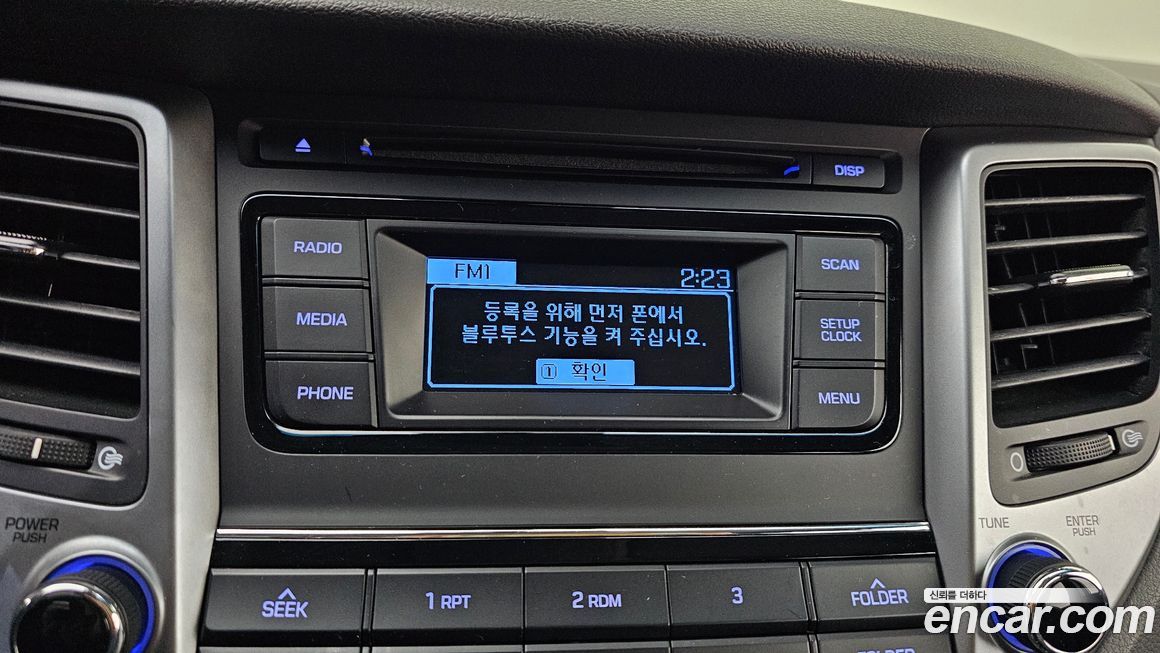 DISP
RADIO
MEDIA
PHONE
FM1
2:23
등록을 위해 먼저 폰에서
블루투스 기능을 켜 주십시오.
1 확인
SCAN
SETUP
CLOCK
MENU
POWER
PUSH
TUNE
ENTER
PUSH
SEEK
1 RPT
2 RDM
3
FOLDER
FOLDER
신뢰를 더하다
encar.com